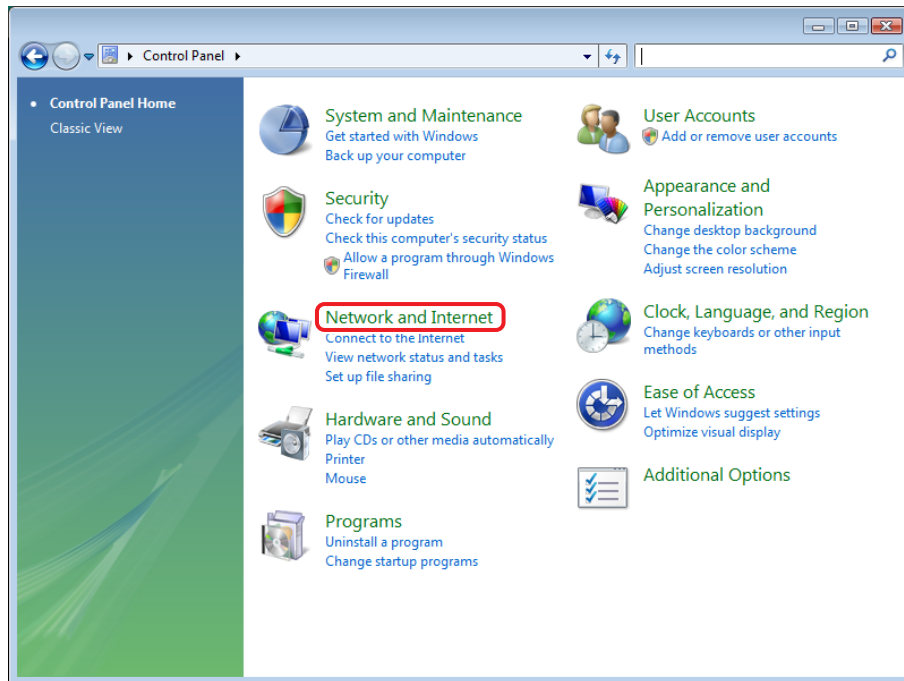 Control Panel
Control Panel Home
Classic View
System and Maintenance
Get started with Windows
Back up your computer
Security
Check for updates
Check this computer's security status
Allow a program through Windows
Firewall
Network and Internet
Connect to the Internet
View network status and tasks
Set up file sharing
Hardware and Sound
Play CDs or other media automatically
Printer
Mouse
Programs
Uninstall a program
Change startup programs
User Accounts
Add or remove user accounts
Appearance and
Personalization
Change desktop background
Change the color scheme
Adjust screen resolution
Clock, Language, and Region
Change keyboards or other input
methods
Ease of Access
Let Windows suggest settings
Optimize visual display
Additional Options